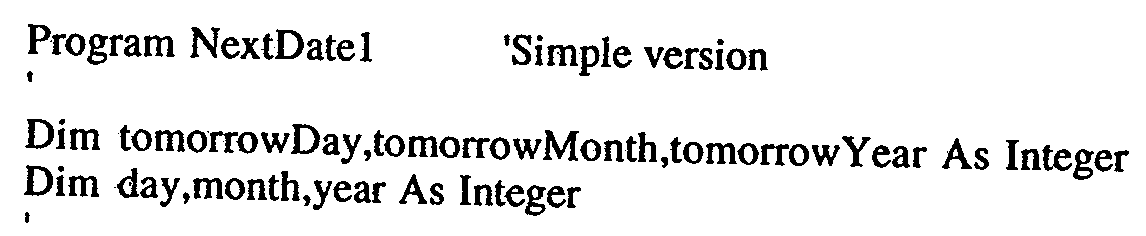 Program NextDate1 'Simple version
'
Dim tomorrowDay,tomorrowMonth,tomorrowYear As Integer
Dim day,month,year As Integer
'